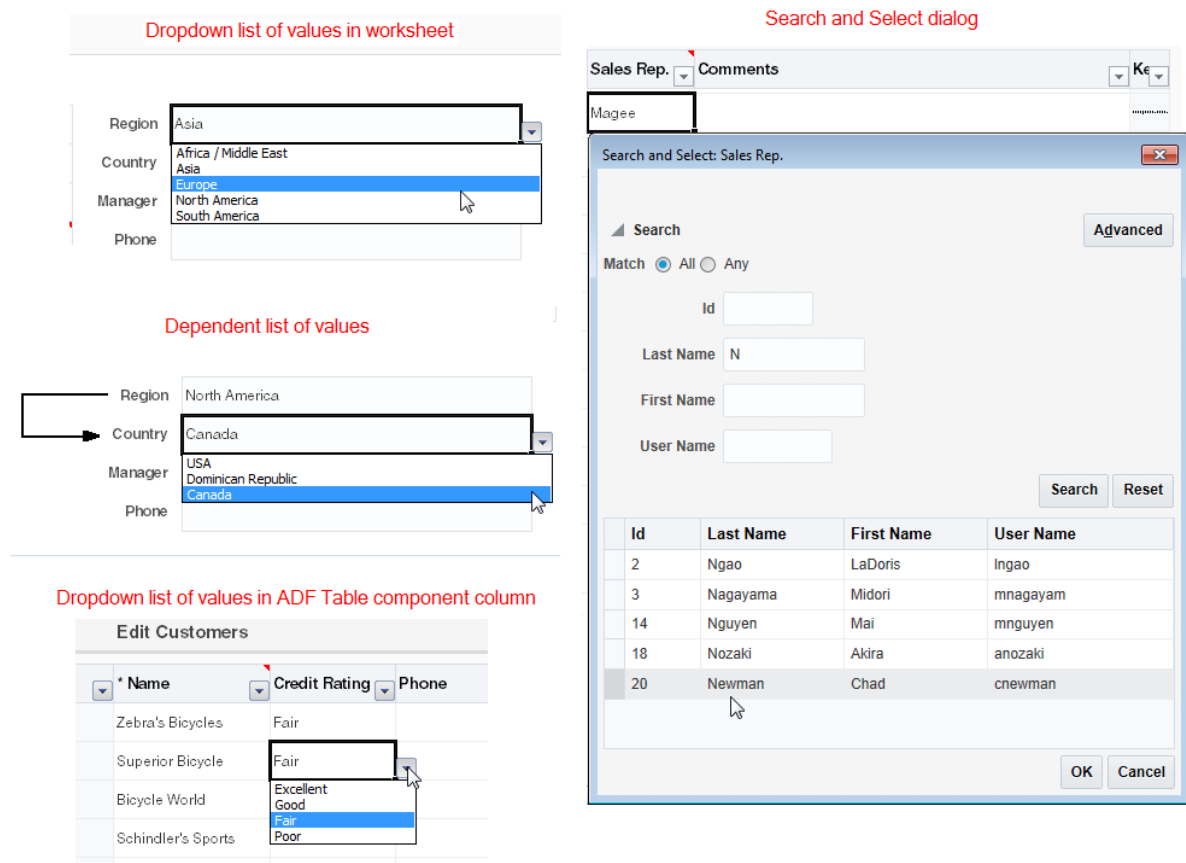 Dropdown list of values in worksheet
Region Asia
Africa / Middle East
Country
Asia
Europe
Manager
North America
South America
Phone
Dependent list of values
Region North America
Country Canada
USA
Manager
Dominican Republic
Canada
Phone
Dropdown list of values in ADF Table component column
Edit Customers
* Name Credit Rating Phone
Zebra's Bicycles Fair
Superior Bicycle Fair
Excellent
Bicycle World
Good
Fair
Poor
Schindler's Sports
Search and Select dialog
Sales Rep. Comments Ke
Magee
Search and Select: Sales Rep.
Search Advanced
Match All Any
Id
Last Name N
First Name
User Name
Search Reset
Id Last Name First Name User Name
2 Ngao LaDoris lngao
3 Nagayama Midori mnagayam
14 Nguyen Mai mnguyen
18 Nozaki Akira anozaki
20 Newman Chad cnewman
OK Cancel